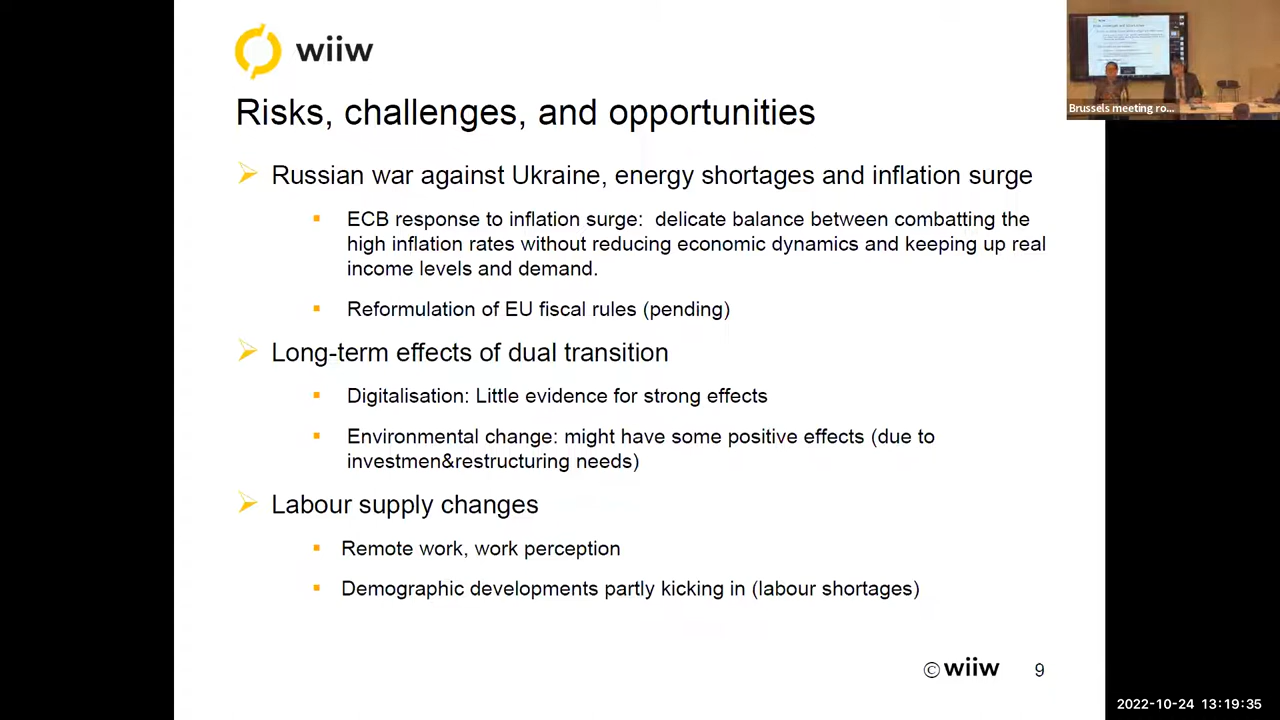 wiiw
Brussels meeting ro...
Risks, challenges, and opportunities
Russian war against Ukraine, energy shortages and inflation surge
ECB response to inflation surge: delicate balance between combatting the
high inflation rates without reducing economic dynamics and keeping up real
income levels and demand.
Reformulation of EU fiscal rules (pending)
Long-term effects of dual transition
Digitalisation: Little evidence for strong effects
Environmental change: might have some positive effects (due to
investmen&restructuring needs)
Labour supply changes
Remote work, work perception
Demographic developments partly kicking in (labour shortages)
©wiiw 9
2022-10-24 13:19:35